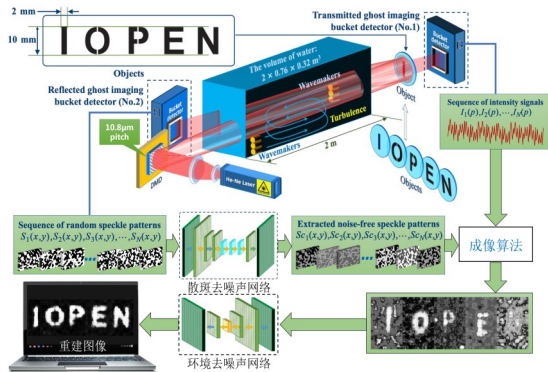 2 mm
10 mm
IOPEN
Objects
Transmitted ghost imaging
bucket detector (No.1)
Bucket
detector
The volume of water:
2 × 0.76 × 0.32 m³
Wavemakers
Turbulence
Wavemakers
2 m
Object
IOPEN
Objects
Reflected ghost imaging
bucket detector (No.2)
Bucket
detector
10.8μm
pitch
DMD
He-Ne Laser
Sequence of intensity signals
I₁(p), I₂(p), ⋯, I_N(p)
Sequence of random speckle patterns
S₁(x,y), S₂(x,y), S₃(x,y), ⋯, S_N(x,y)
散斑去噪声网络
Extracted noise-free speckle patterns
Sc₁(x,y), Sc₂(x,y), Sc₃(x,y), ⋯, Sc_N(x,y)
成像算法
IOPEN
环境去噪声网络
IOPEN
重建图像